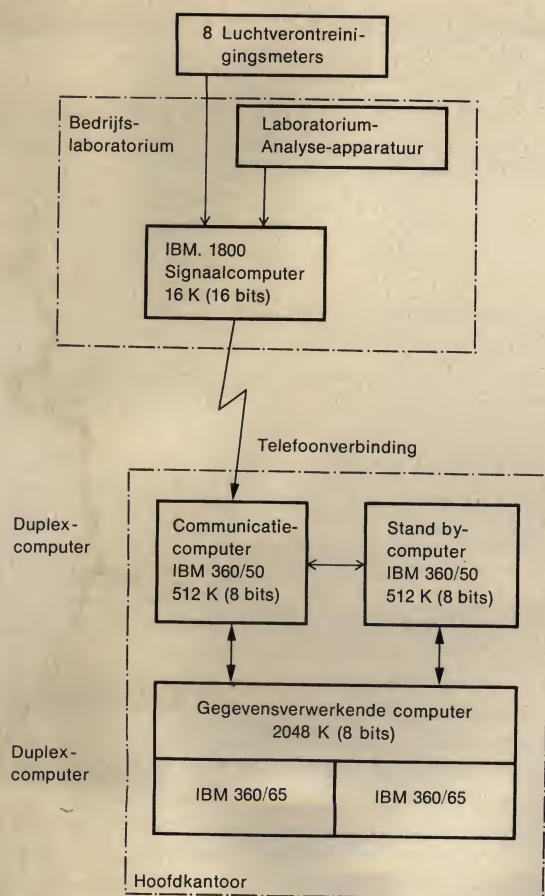 8 Luchtverontreini-
gingsmeters
Bedrijfs-
laboratorium
Laboratorium-
Analyse-apparatuur
IBM. 1800
Signaalcomputer
16 K (16 bits)
Telefoonverbinding
Duplex-
computer
Communicatie-
computer
IBM 360/50
512 K (8 bits)
Stand by-
computer
IBM 360/50
512 K (8 bits)
Gegevensverwerkende computer
2048 K (8 bits)
Duplex-
computer
IBM 360/65
IBM 360/65
Hoofdkantoor